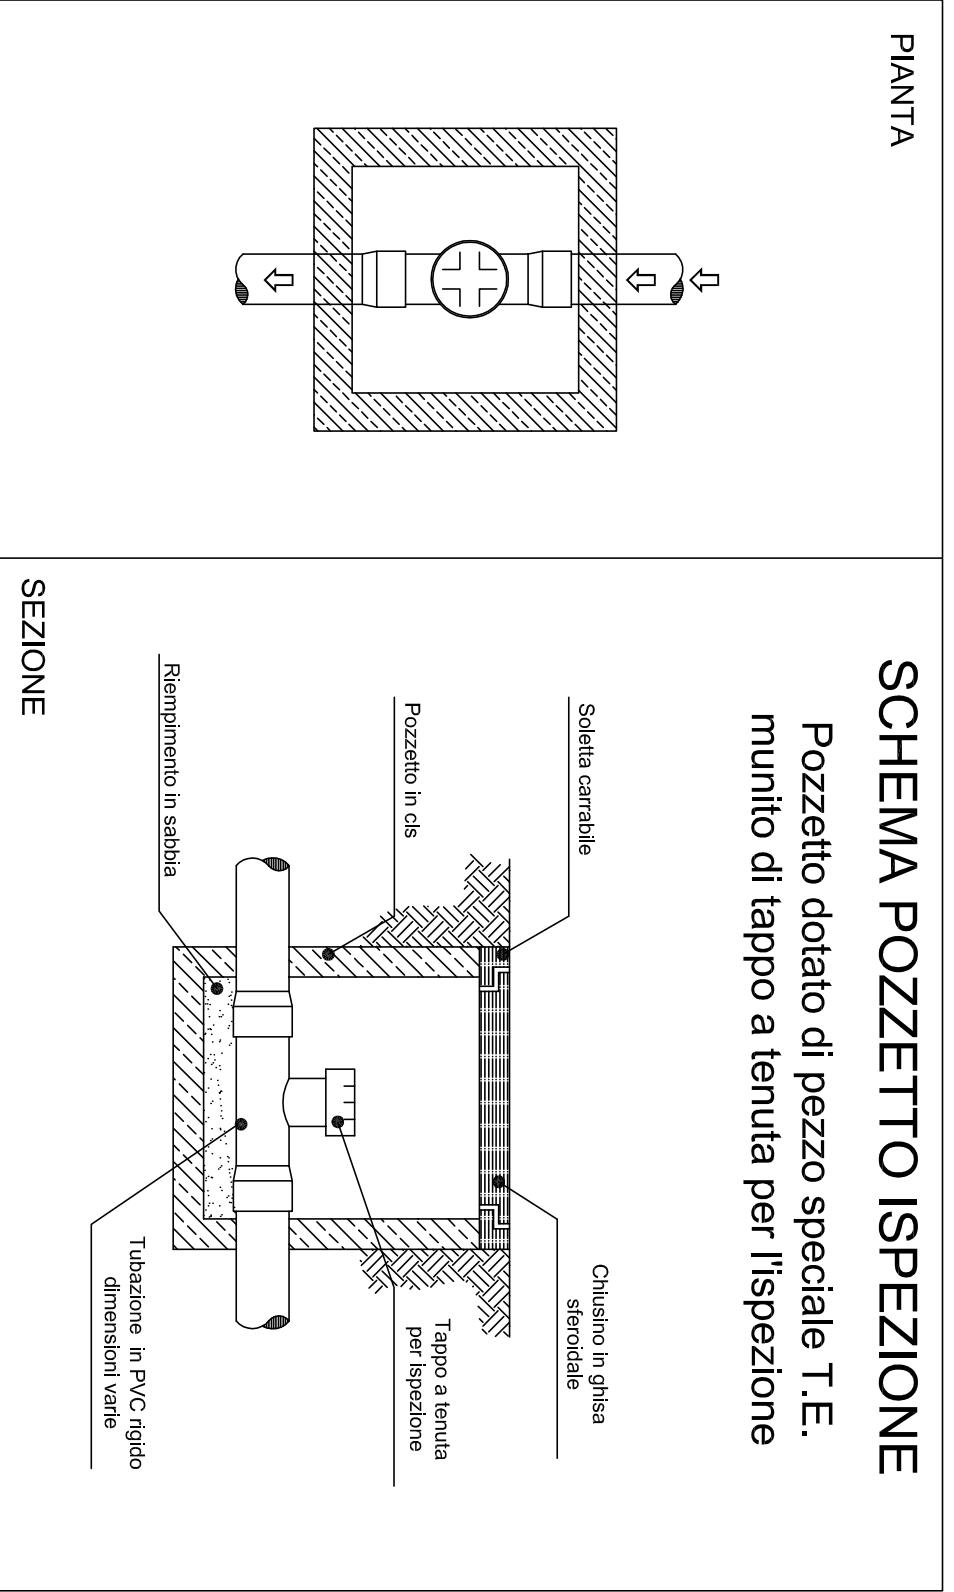 PIANTA
SCHEMA POZZETTO ISPEZIONE
Pozzetto dotato di pezzo speciale T.E.
munito di tappo a tenuta per l'ispezione
Soletta carrabile
Pozzetto in cls
Riempimento in sabbia
Chiusino in ghisa
sferoidale
Tappo a tenuta
per ispezione
Tubazione in PVC rigido
dimensioni varie
SEZIONE